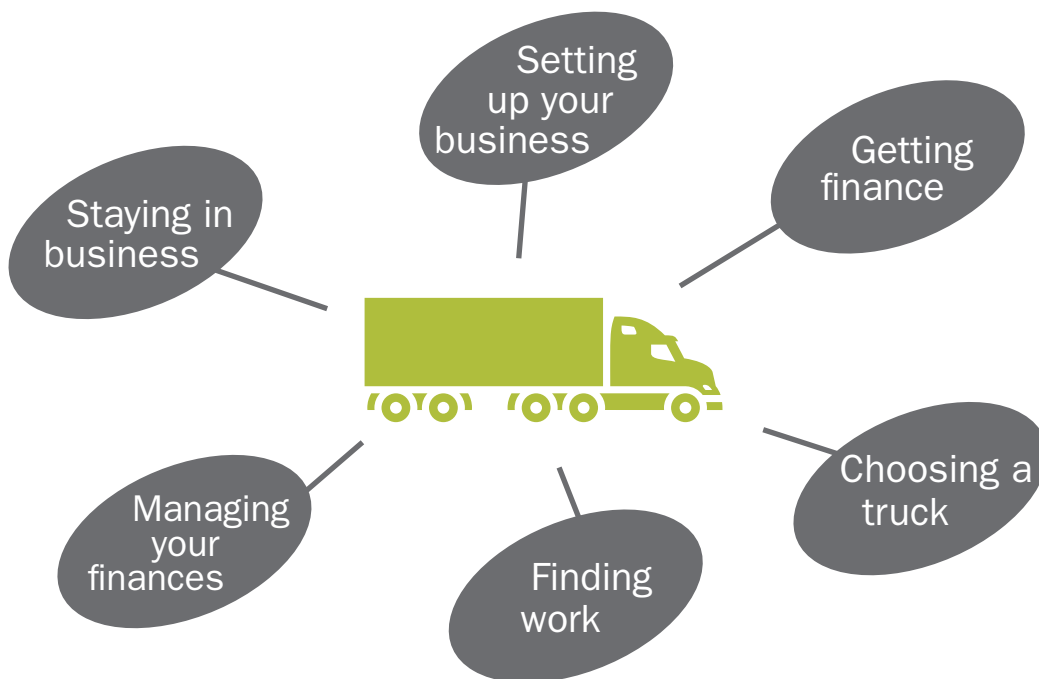 Setting
up your
business
Getting
finance
Choosing a
truck
Finding
work
Managing
your
finances
Staying in
business